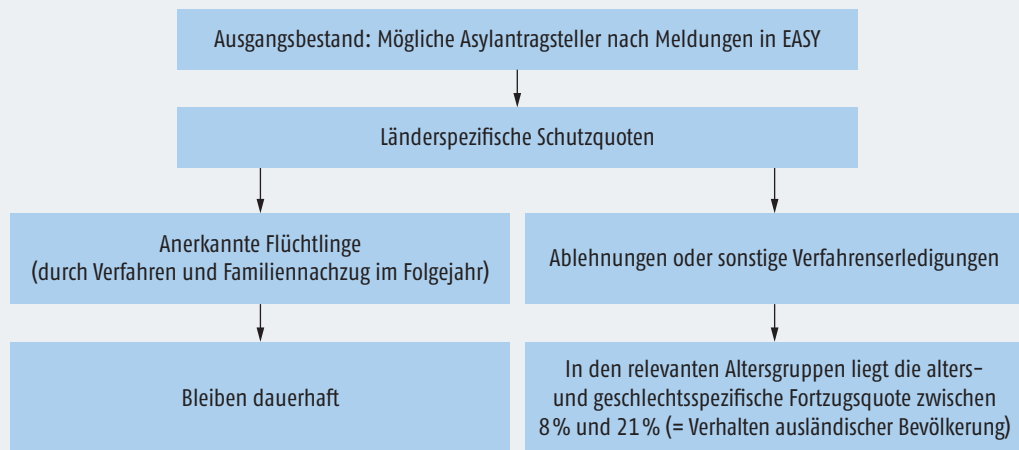 Ausgangsbestand: Mögliche Asylantragsteller nach Meldungen in EASY
Länderspezifische Schutzquoten
Anerkannte Flüchtlinge
(durch Verfahren und Familiennachzug im Folgejahr)
Ablehnungen oder sonstige Verfahrenserledigungen
Bleiben dauerhaft
In den relevanten Altersgruppen liegt die alters-
und geschlechtsspezifische Fortzugsquote zwischen
8 % und 21 % (= Verhalten ausländischer Bevölkerung)